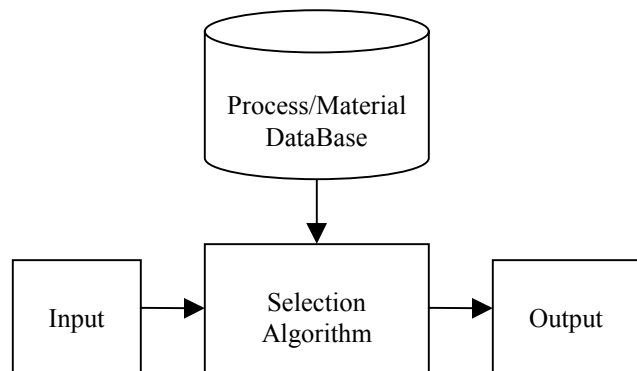 Process/Material
DataBase
Input
Selection
Algorithm
Output